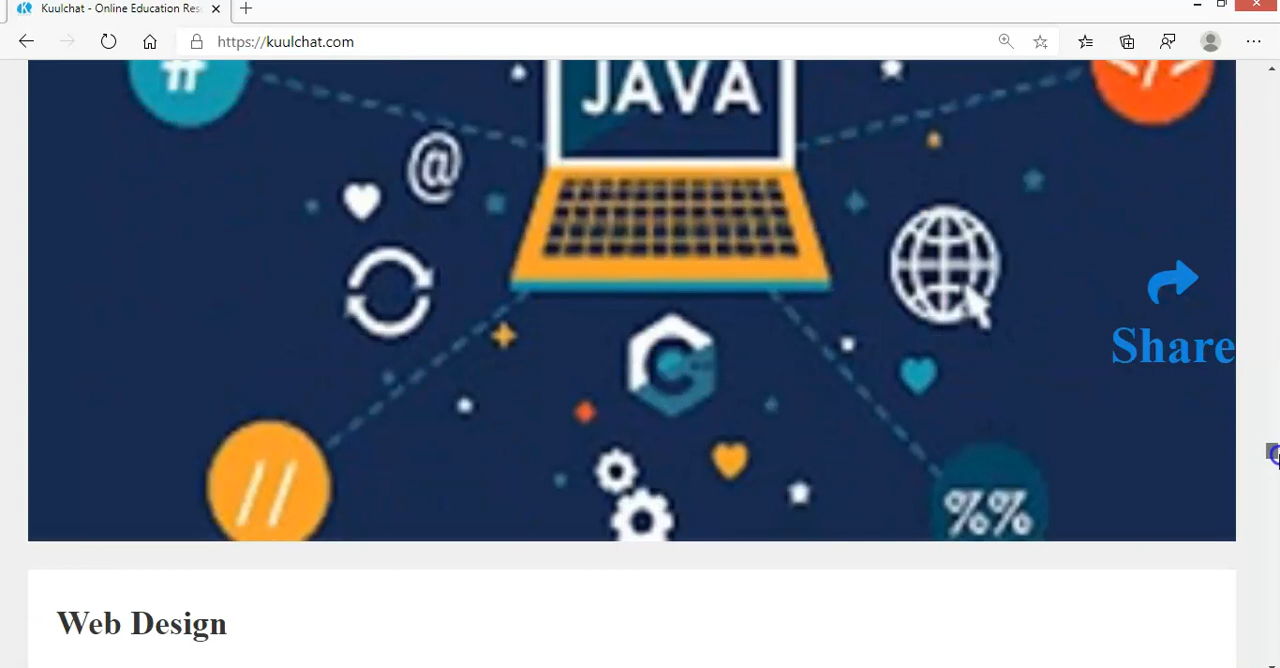 Kuulchat - Online Education Res
https://kuulchat.com
#
JAVA
</>
@
Share
C
//
%%
Web Design